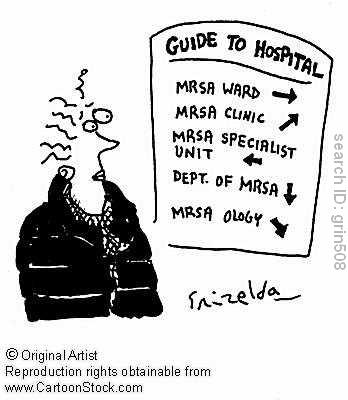 GUIDE TO HOSPITAL
MRSA WARD
MRSA CLINIC
MRSA SPECIALIST
UNIT
DEPT. OF MRSA
MRSA OLOGY
Grizelda
search ID: grin508
© Original Artist
Reproduction rights obtainable from
www.CartoonStock.com